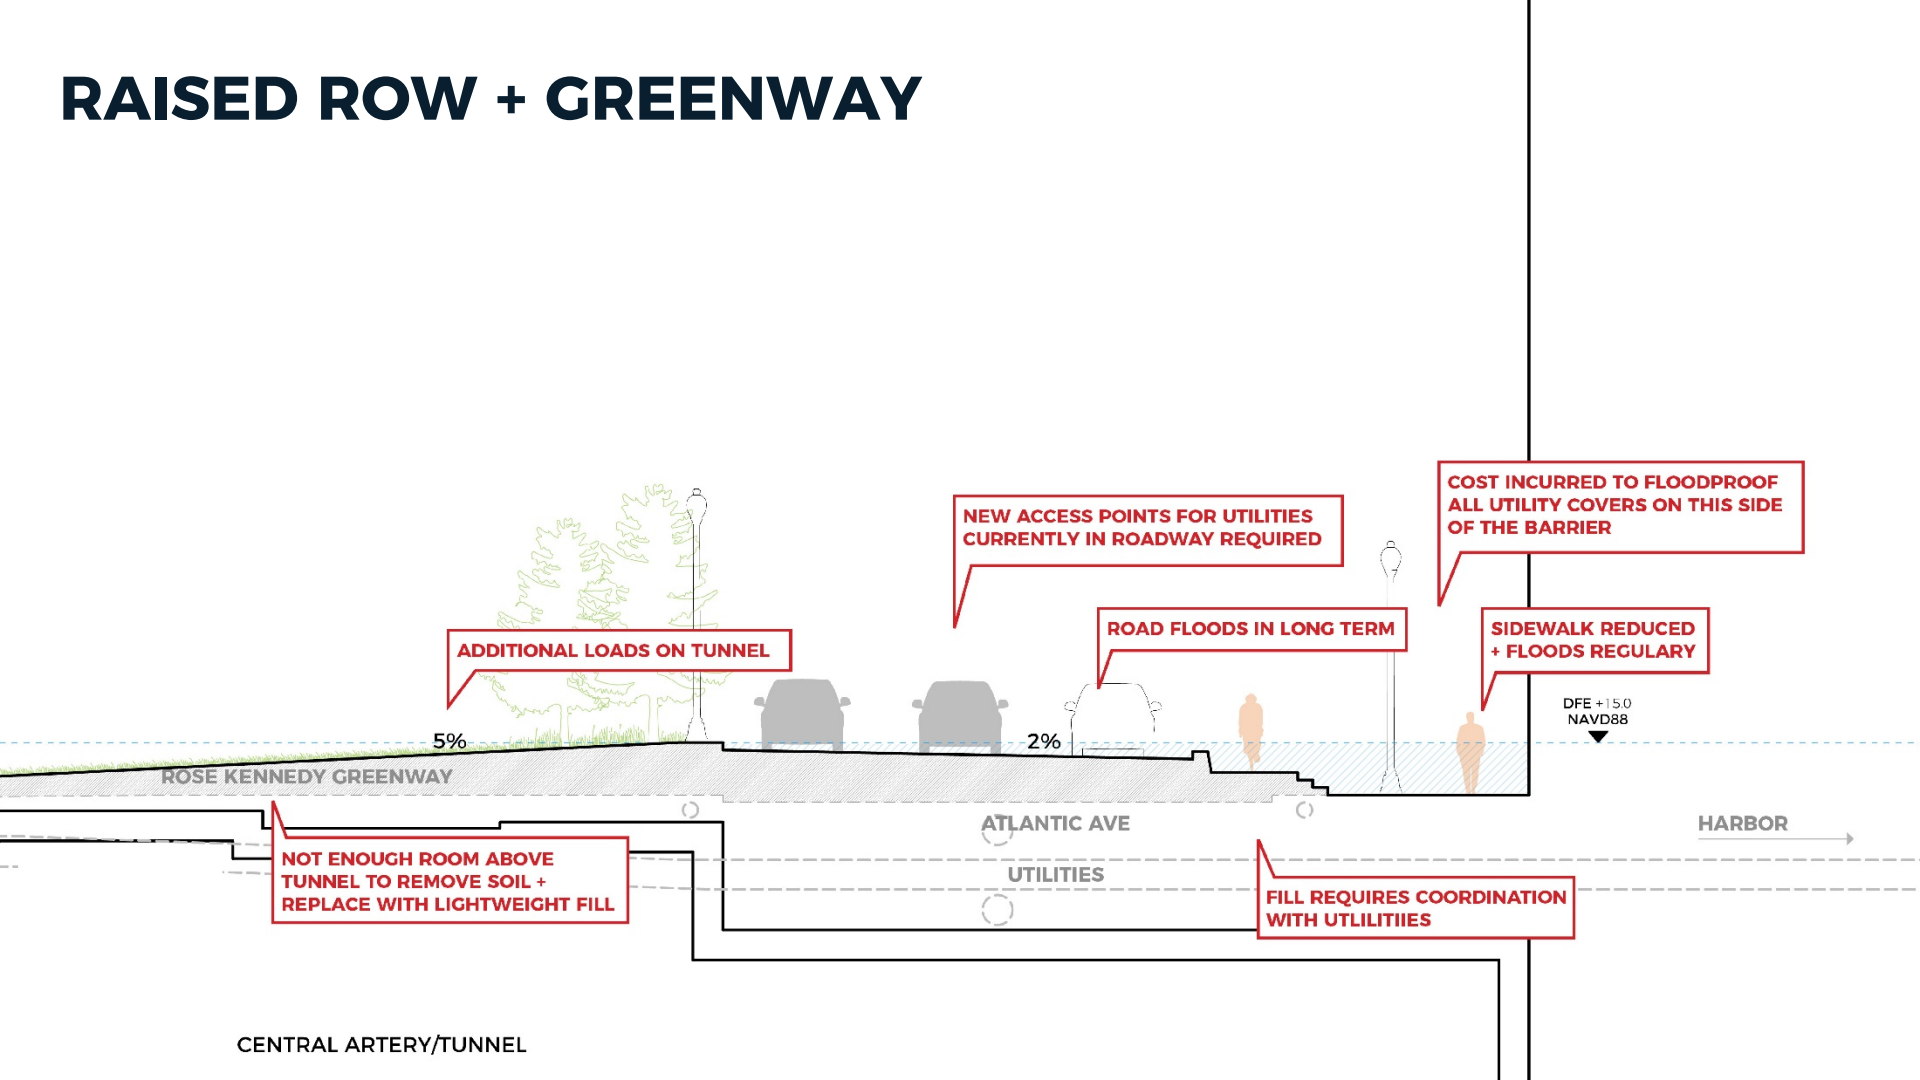 RAISED ROW + GREENWAY
COST INCURRED TO FLOODPROOF
ALL UTILITY COVERS ON THIS SIDE
OF THE BARRIER
NEW ACCESS POINTS FOR UTILITIES
CURRENTLY IN ROADWAY REQUIRED
ROAD FLOODS IN LONG TERM
SIDEWALK REDUCED
+ FLOODS REGULARY
ADDITIONAL LOADS ON TUNNEL
DFE +15.0
NAVD88
5%
2%
ROSE KENNEDY GREENWAY
ATLANTIC AVE
HARBOR
NOT ENOUGH ROOM ABOVE
TUNNEL TO REMOVE SOIL +
REPLACE WITH LIGHTWEIGHT FILL
UTILITIES
FILL REQUIRES COORDINATION
WITH UTLILITIIES
CENTRAL ARTERY/TUNNEL